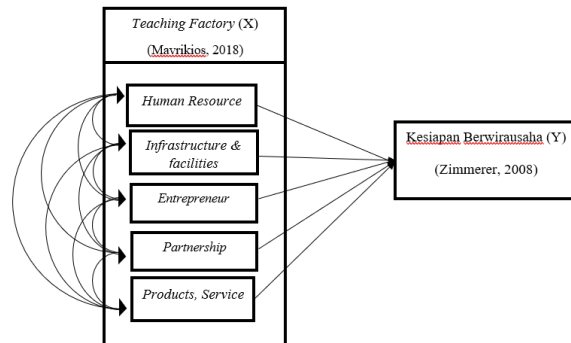 Teaching Factory (X)
(Mavrikios, 2018)
Human Resource
Infrastructure &
facilities
Entrepreneur
Partnership
Products, Service
Kesiapan Berwirausaha (Y)
(Zimmerer, 2008)